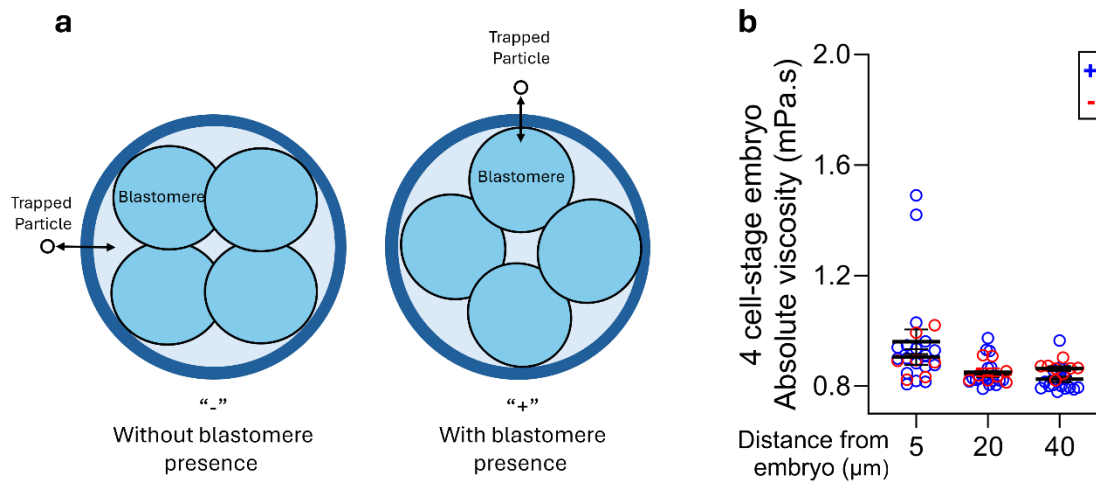 a
Trapped
Particle
Blastomere
Trapped
Particle
Blastomere
“-”
Without blastomere
presence
“+”
With blastomere
presence
b
4 cell-stage embryo
Absolute viscosity (mPa.s)
2.0
1.6
1.2
0.8
+
-
Distance from
embryo (µm)
5 20 40